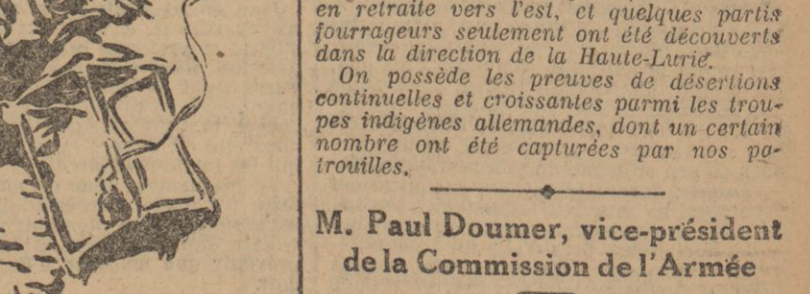 en retraite vers l'est, et quelques partis
fourrageurs seulement ont été découverts
dans la direction de la Haute-Lurie.
On possède les preuves de désertions
continuelles et croissantes parmi les trou-
pes indigènes allemandes, dont un certain
nombre ont été capturées par nos pa-
trouilles.
M. Paul Doumer, vice-président
de la Commission de l'Armée